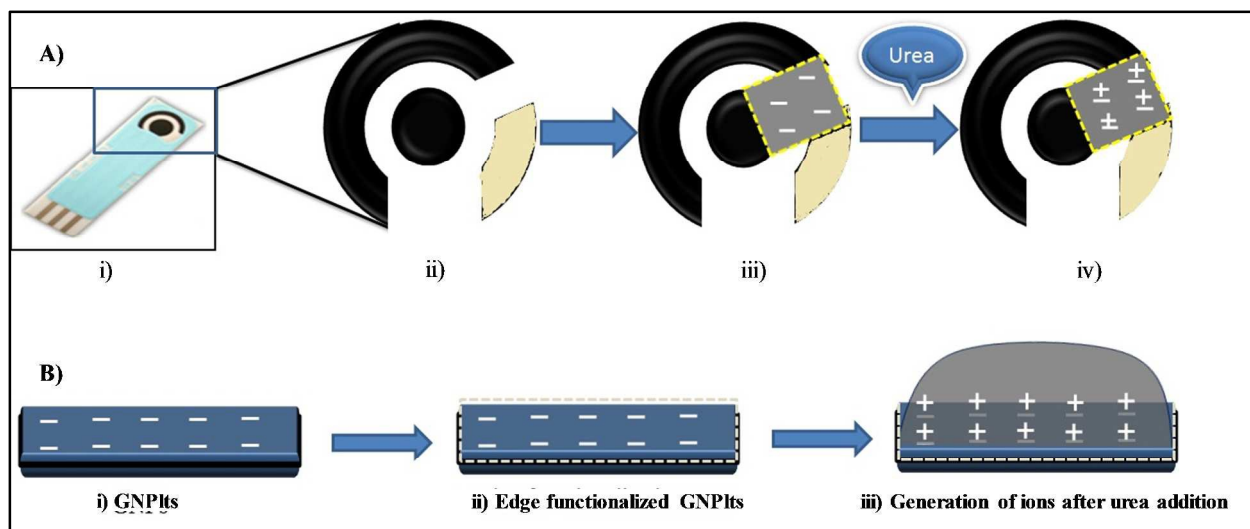 A)
Urea
i)
ii)
iii)
iv)
B)
i) GNPlts
ii) Edge functionalized GNPlts
iii) Generation of ions after urea addition